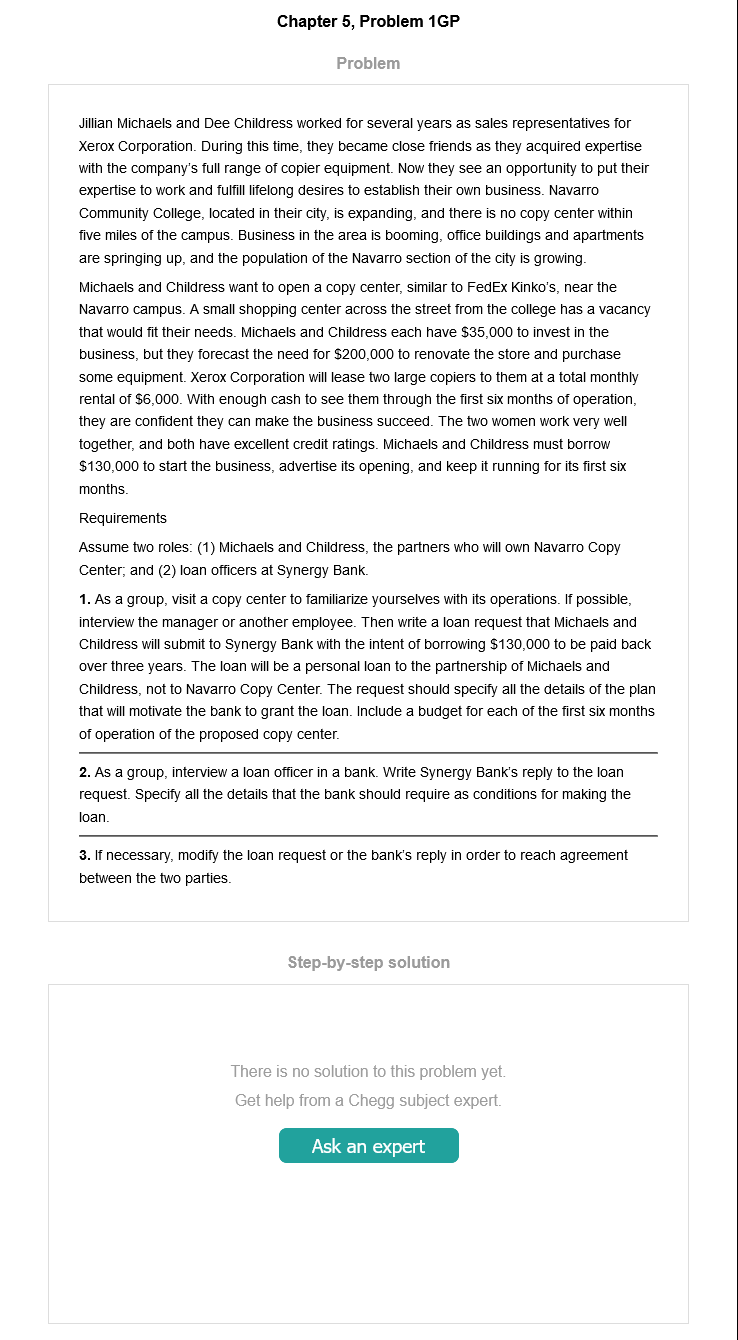 Chapter 5, Problem 1GP
Problem
Jillian Michaels and Dee Childress worked for several years as sales representatives for
Xerox Corporation. During this time, they became close friends as they acquired expertise
with the company's full range of copier equipment. Now they see an opportunity to put their
expertise to work and fulfill lifelong desires to establish their own business. Navarro
Community College, located in their city, is expanding, and there is no copy center within
five miles of the campus. Business in the area is booming, office buildings and apartments
are springing up, and the population of the Navarro section of the city is growing.
Michaels and Childress want to open a copy center, similar to FedEx Kinko's, near the
Navarro campus. A small shopping center across the street from the college has a vacancy
that would fit their needs. Michaels and Childress each have $35,000 to invest in the
business, but they forecast the need for $200,000 to renovate the store and purchase
some equipment. Xerox Corporation will lease two large copiers to them at a total monthly
rental of $6,000. With enough cash to see them through the first six months of operation,
they are confident they can make the business succeed. The two women work very well
together, and both have excellent credit ratings. Michaels and Childress must borrow
$130,000 to start the business, advertise its opening, and keep it running for its first six
months.
Requirements
Assume two roles: (1) Michaels and Childress, the partners who will own Navarro Copy
Center; and (2) loan officers at Synergy Bank.
1. As a group, visit a copy center to familiarize yourselves with its operations. If possible,
interview the manager or another employee. Then write a loan request that Michaels and
Childress will submit to Synergy Bank with the intent of borrowing $130,000 to be paid back
over three years. The loan will be a personal loan to the partnership of Michaels and
Childress, not to Navarro Copy Center. The request should specify all the details of the plan
that will motivate the bank to grant the loan. Include a budget for each of the first six months
of operation of the proposed copy center.
2. As a group, interview a loan officer in a bank. Write Synergy Bank's reply to the loan
request. Specify all the details that the bank should require as conditions for making the
loan.
3. If necessary, modify the loan request or the bank's reply in order to reach agreement
between the two parties.
Step-by-step solution
There is no solution to this problem yet.
Get help from a Chegg subject expert.
Ask an expert